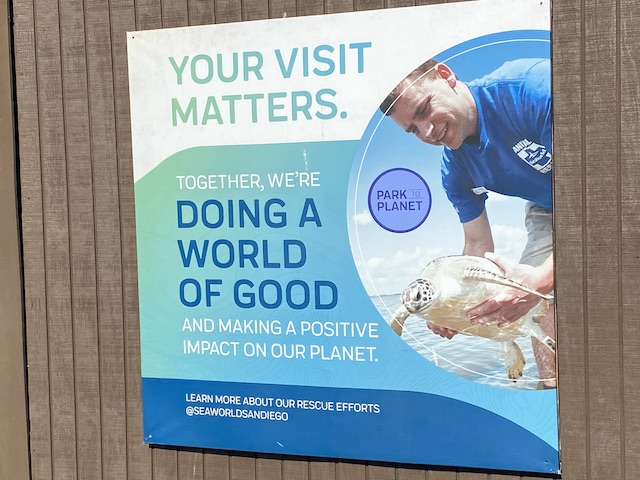 YOUR VISIT
MATTERS.
TOGETHER, WE'RE
DOING A
WORLD
OF GOOD
AND MAKING A POSITIVE
IMPACT ON OUR PLANET.
PARK TO
PLANET
LEARN MORE ABOUT OUR RESCUE EFFORTS
@SEAWORLDSANDIEGO